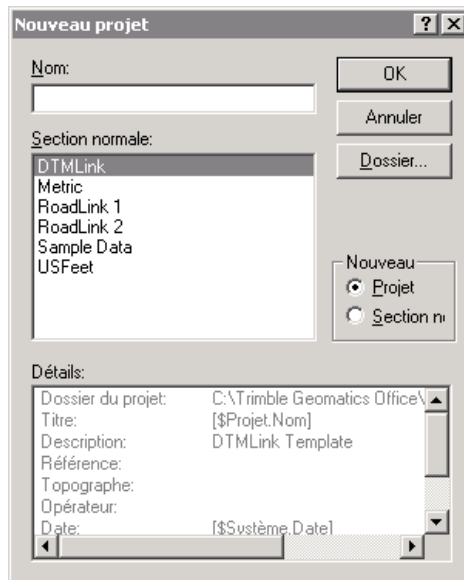 Nouveau projet
Nom:
OK
Annuler
Dossier...
Section normale:
DTMLink
Metric
RoadLink 1
RoadLink 2
Sample Data
USFeet
Nouveau
Projet
Section n
Détails:
Dossier du projet: C:\Trimble Geomatics Office\
Titre: [$Projet.Nom]
Description: DTMLink Template
Référence:
Topographe:
Opérateur:
Date: [$Système.Date]